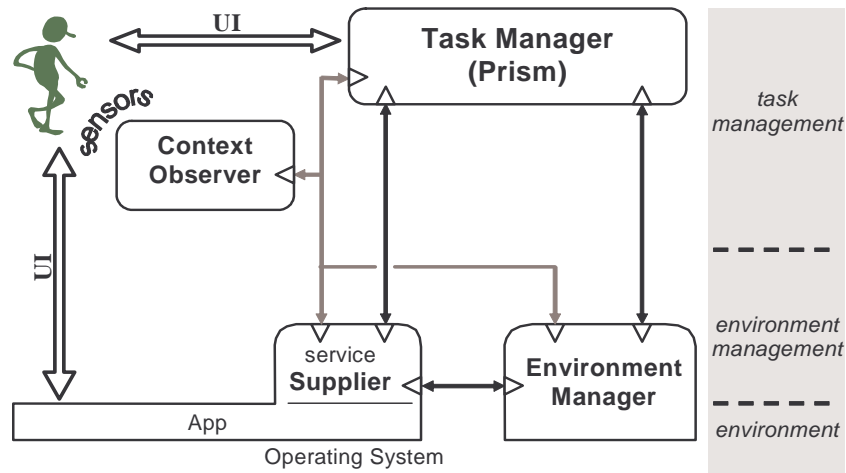 UI
Task Manager
(Prism)
sensors
task
management
Context
Observer
UI
service
Supplier
Environment
Manager
environment
management
App
environment
Operating System